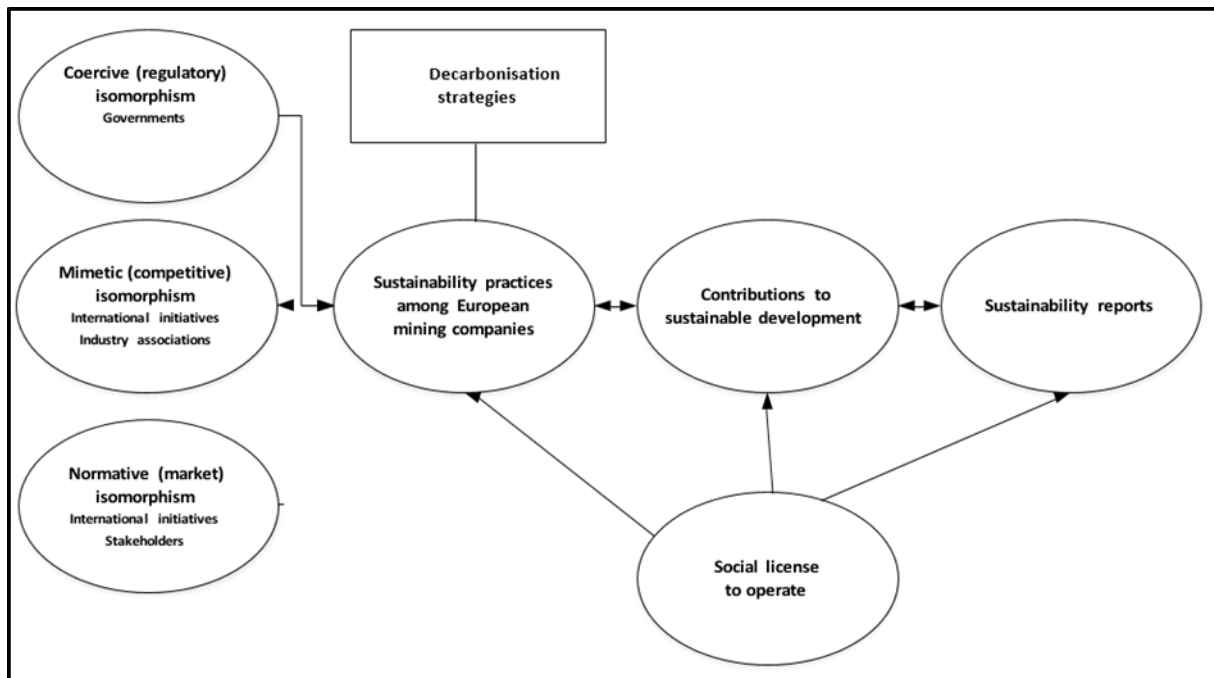 Coercive (regulatory)
isomorphism
Governments
Decarbonisation
strategies
Mimetic (competitive)
isomorphism
International initiatives
Industry associations
Sustainability practices
among European
mining companies
Contributions to
sustainable development
Sustainability reports
Normative (market)
isomorphism
International initiatives
Stakeholders
Social license
to operate